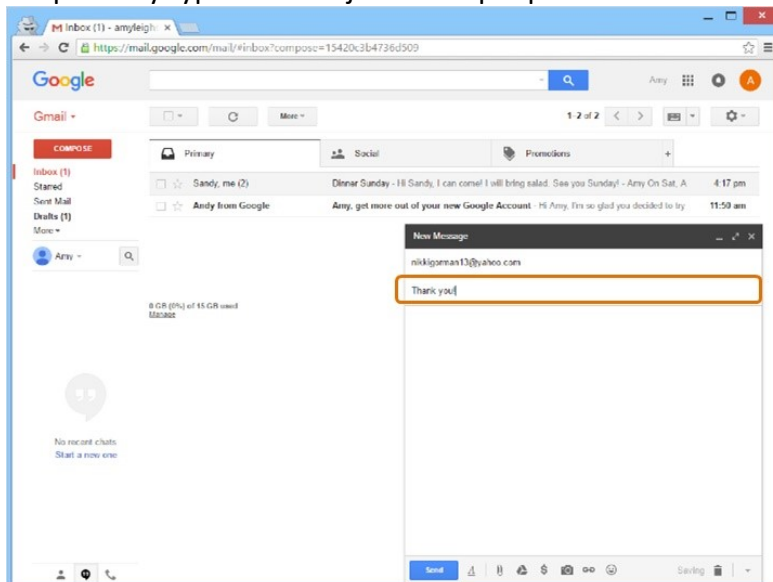 M Inbox (1) - amyleigh
https://mail.google.com/mail/#inbox?compose=15420c3b4736d509
Google
Amy
A
Gmail
More
1-2 of 2
COMPOSE
Primary
Social
Promotions
+
Inbox (1)
Starred
Sent Mail
Drafts (1)
More
Sandy, me (2)
Dinner Sunday - Hi Sandy, I can come! I will bring salad. See you Sunday! - Amy On Sat, A
4:17 pm
Andy from Google
Amy, get more out of your new Google Account - Hi Amy, I'm so glad you decided to try
11:50 am
Amy
New Message
nikkigorman13@yahoo.com
Thank you!
0 GB (0%) of 15 GB used
Manage
No recent chats
Start a new one
Send
Saving